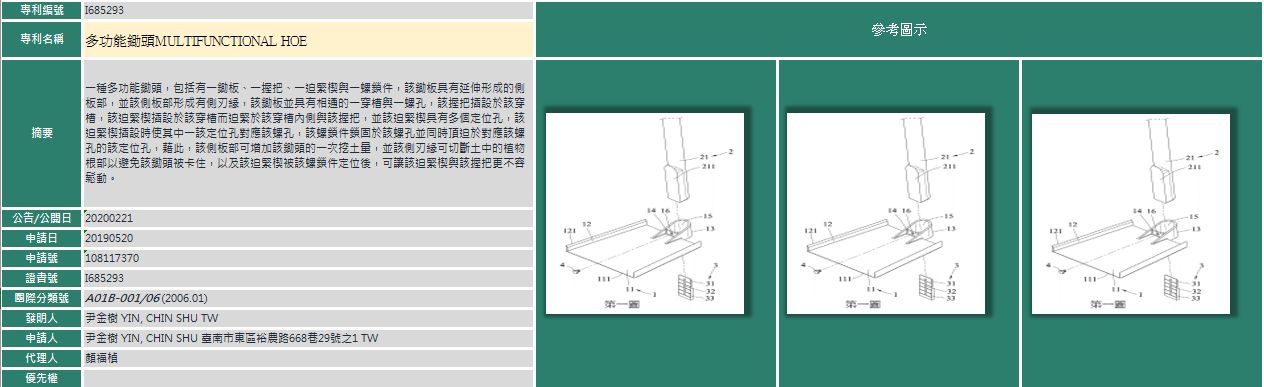 專利編號 I685293
專利名稱 多功能鋤頭MULTIFUNCTIONAL HOE
參考圖示
摘要
一種多功能鋤頭，包括有一鋤板、一握把、一迫緊楔與一螺鎖件，該鋤板具有延伸形成的側
板部，並該側板部形成有側刃緣，該鋤板並具有相通的一穿槽與一螺孔，該握把插設於該穿
槽，該迫緊楔插設於該穿槽而迫緊於該穿槽內側與該握把，並該迫緊楔具有多個定位孔，該
迫緊楔插設時使其中一該定位孔對應該螺孔，該螺鎖件鎖固於該螺孔並同時頂迫於對應該螺
孔的該定位孔，藉此，該側板部可增加該鋤頭的一次挖土量，並該側刃緣可切斷土中的植物
根部以避免該鋤頭被卡住，以及該迫緊楔被該螺鎖件定位後，可讓該迫緊楔與該握把更不容
鬆動。
公告/公開日 20200221
申請日 20190520
申請號 108117370
證書號 I685293
國際分類號 A01B-001/06(2006.01)
發明人 尹金樹 YIN, CHIN SHU TW
申請人 尹金樹 YIN, CHIN SHU 臺南市東區裕農路668巷29號之1 TW
代理人 顏福楨
優先權
21 2
211
14 16 15
12 13
121
4 3
111 31
11 1 32
33
第一圖
21 2
211
14 16 15
12 13
121
4 3
111 31
11 1 32
33
第一圖
21 2
211
14 16 15
12 13
121
4 3
111 31
11 1 32
33
第一圖